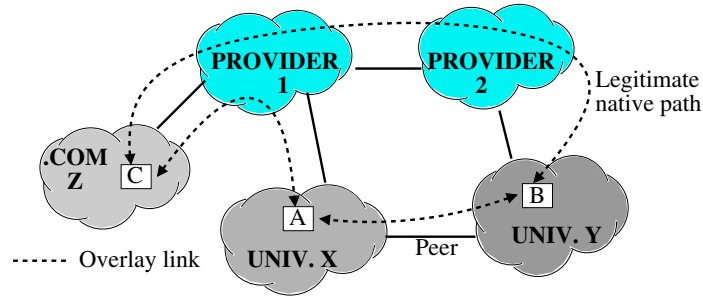 PROVIDER
1
PROVIDER
2
Legitimate
native path
.COM
Z
C
B
A
UNIV. X
Peer
UNIV. Y
Overlay link